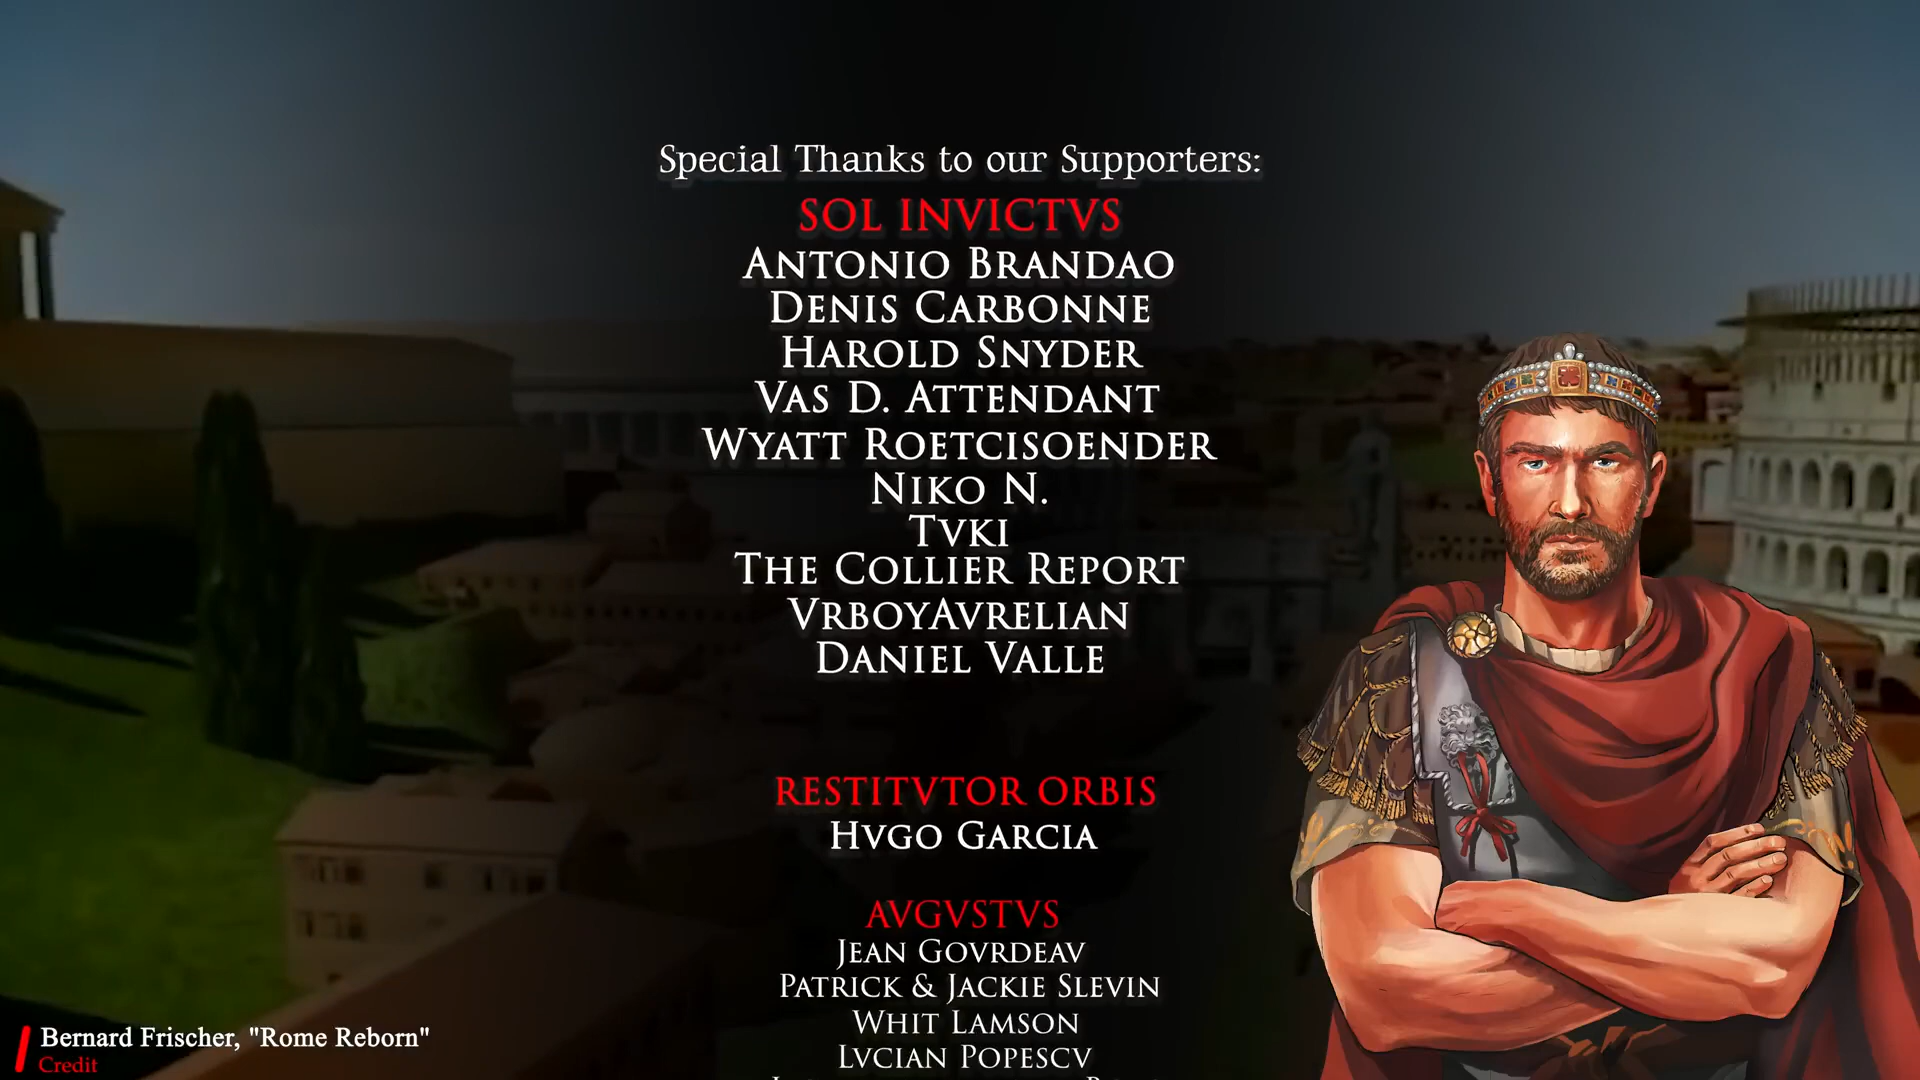 Special Thanks to our Supporters:
SOL INVICTVS
ANTONIO BRANDAO
DENIS CARBONNE
HAROLD SNYDER
VAS D. ATTENDANT
WYATT ROETCISOENDER
NIKO N.
TVKI
THE COLLIER REPORT
VRBOYAVRELIAN
DANIEL VALLE
RESTITVTOR ORBIS
HVGO GARCIA
AVGVSTVS
JEAN GOVRDEAV
PATRICK & JACKIE SLEVIN
WHIT LAMSON
LVCIAN POPESCV
Bernard Frischer, "Rome Reborn"
Credit